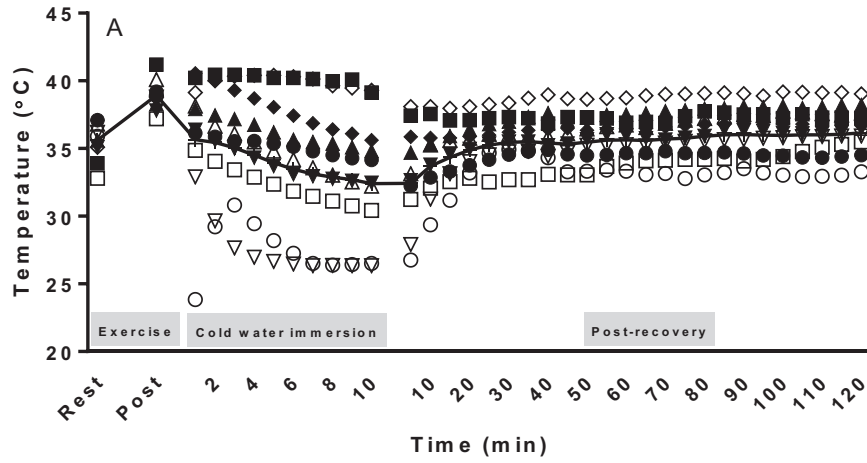 A
45
40
35
30
25
20
Temperature (°C)
Exercise
Cold water immersion
Post-recovery
Rest
Post
2
4
6
8
10
10
20
30
40
50
60
70
80
90
100
110
120
Time (min)